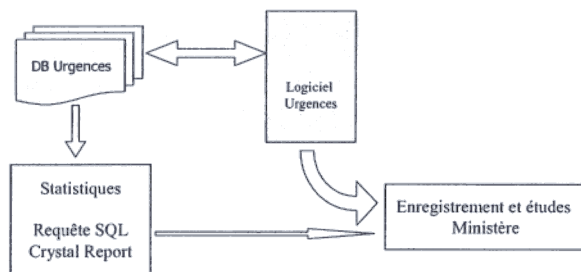 DB Urgences
Logiciel
Urgences
Statistiques
Requête SQL
Crystal Report
Enregistrement et études
Ministère